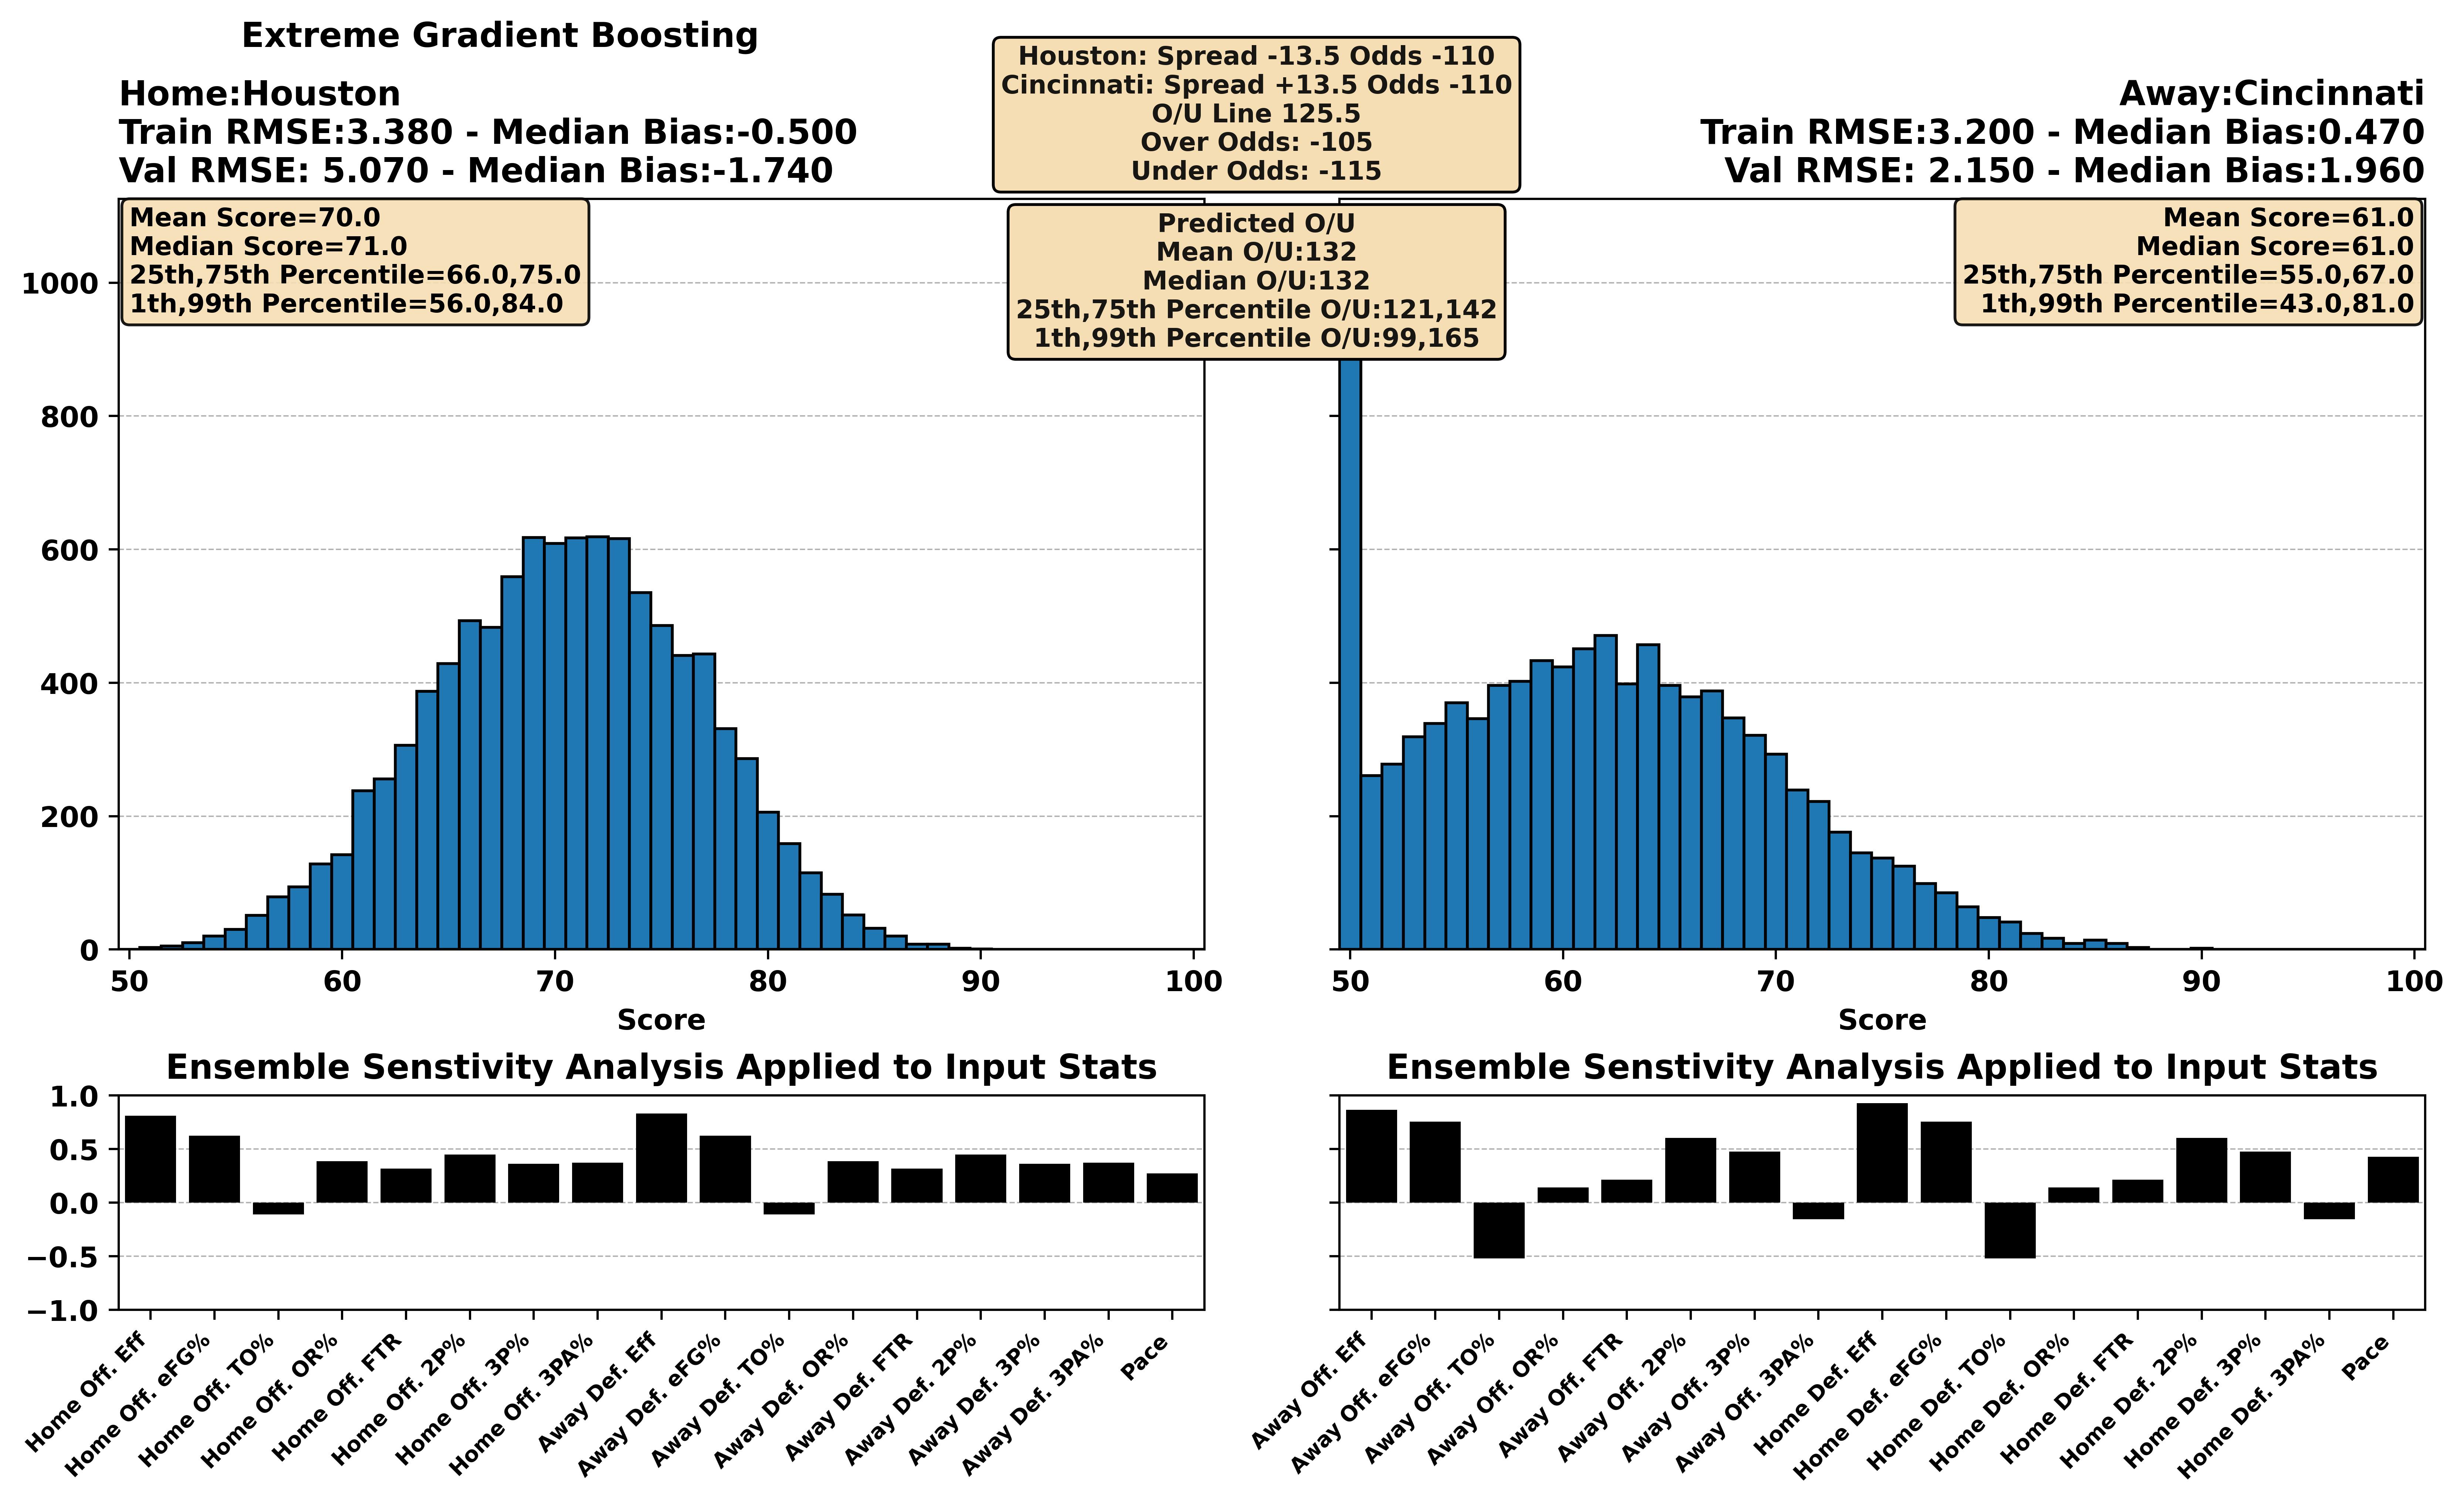 Extreme Gradient Boosting
Home:Houston
Train RMSE:3.380 - Median Bias:-0.500
Val RMSE: 5.070 - Median Bias:-1.740
Houston: Spread -13.5 Odds -110
Cincinnati: Spread +13.5 Odds -110
O/U Line 125.5
Over Odds: -105
Under Odds: -115
Away:Cincinnati
Train RMSE:3.200 - Median Bias:0.470
Val RMSE: 2.150 - Median Bias:1.960
Mean Score=70.0
Median Score=71.0
25th,75th Percentile=66.0,75.0
1th,99th Percentile=56.0,84.0
Predicted O/U
Mean O/U:132
Median O/U:132
25th,75th Percentile O/U:121,142
1th,99th Percentile O/U:99,165
Mean Score=61.0
Median Score=61.0
25th,75th Percentile=55.0,67.0
1th,99th Percentile=43.0,81.0
1000
800
600
400
200
0
50 60 70 80 90 100
Score
50 60 70 80 90 100
Score
Ensemble Senstivity Analysis Applied to Input Stats
1.0
0.5
0.0
−0.5
−1.0
Home Off. Eff
Home Off. eFG%
Home Off. TO%
Home Off. OR%
Home Off. FTR
Home Off. 2P%
Home Off. 3P%
Home Off. 3PA%
Away Def. Eff
Away Def. eFG%
Away Def. TO%
Away Def. OR%
Away Def. FTR
Away Def. 2P%
Away Def. 3P%
Away Def. 3PA%
Pace
Ensemble Senstivity Analysis Applied to Input Stats
Away Off. Eff
Away Off. eFG%
Away Off. TO%
Away Off. OR%
Away Off. FTR
Away Off. 2P%
Away Off. 3P%
Away Off. 3PA%
Home Def. Eff
Home Def. eFG%
Home Def. TO%
Home Def. OR%
Home Def. FTR
Home Def. 2P%
Home Def. 3P%
Home Def. 3PA%
Pace